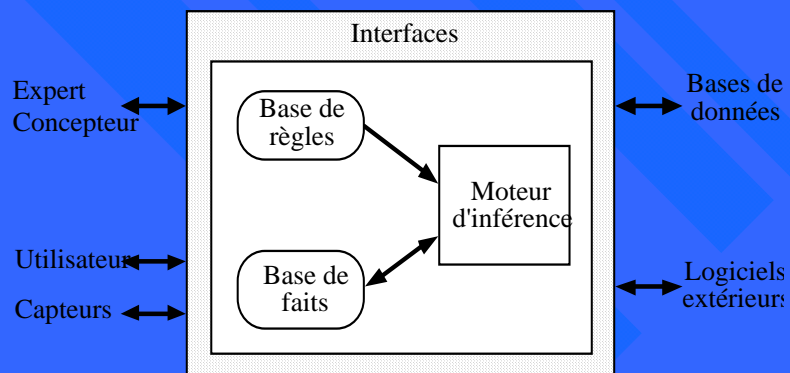 Interfaces
Expert
Concepteur
Base de
règles
Bases de
données
Moteur
d'inférence
Utilisateur
Base de
faits
Capteurs
Logiciels
extérieurs